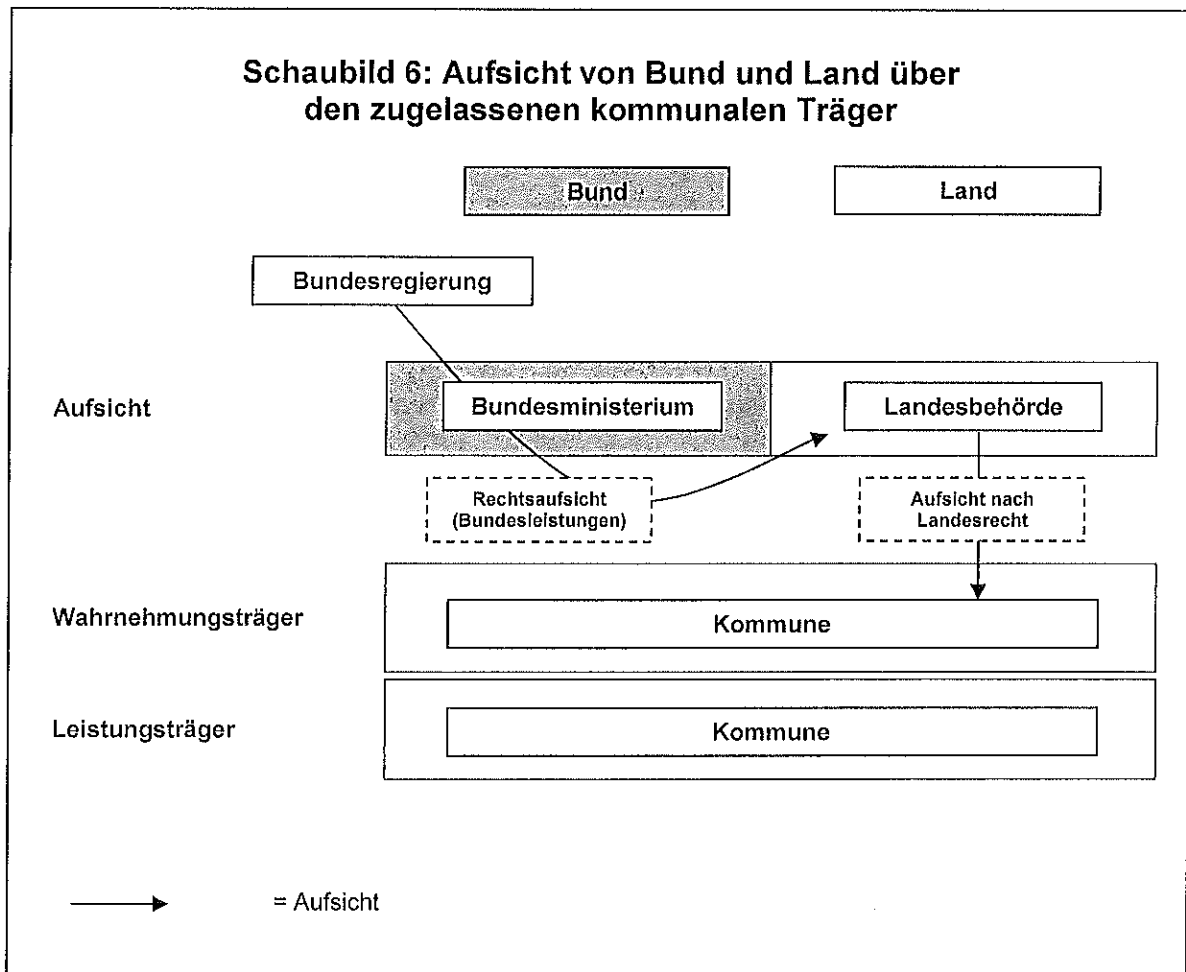 Schaubild 6: Aufsicht von Bund und Land über
den zugelassenen kommunalen Träger
Bund
Land
Bundesregierung
Aufsicht
Bundesministerium
Landesbehörde
Rechtsaufsicht
(Bundesleistungen)
Aufsicht nach
Landesrecht
Wahrnehmungsträger
Kommune
Leistungsträger
Kommune
= Aufsicht